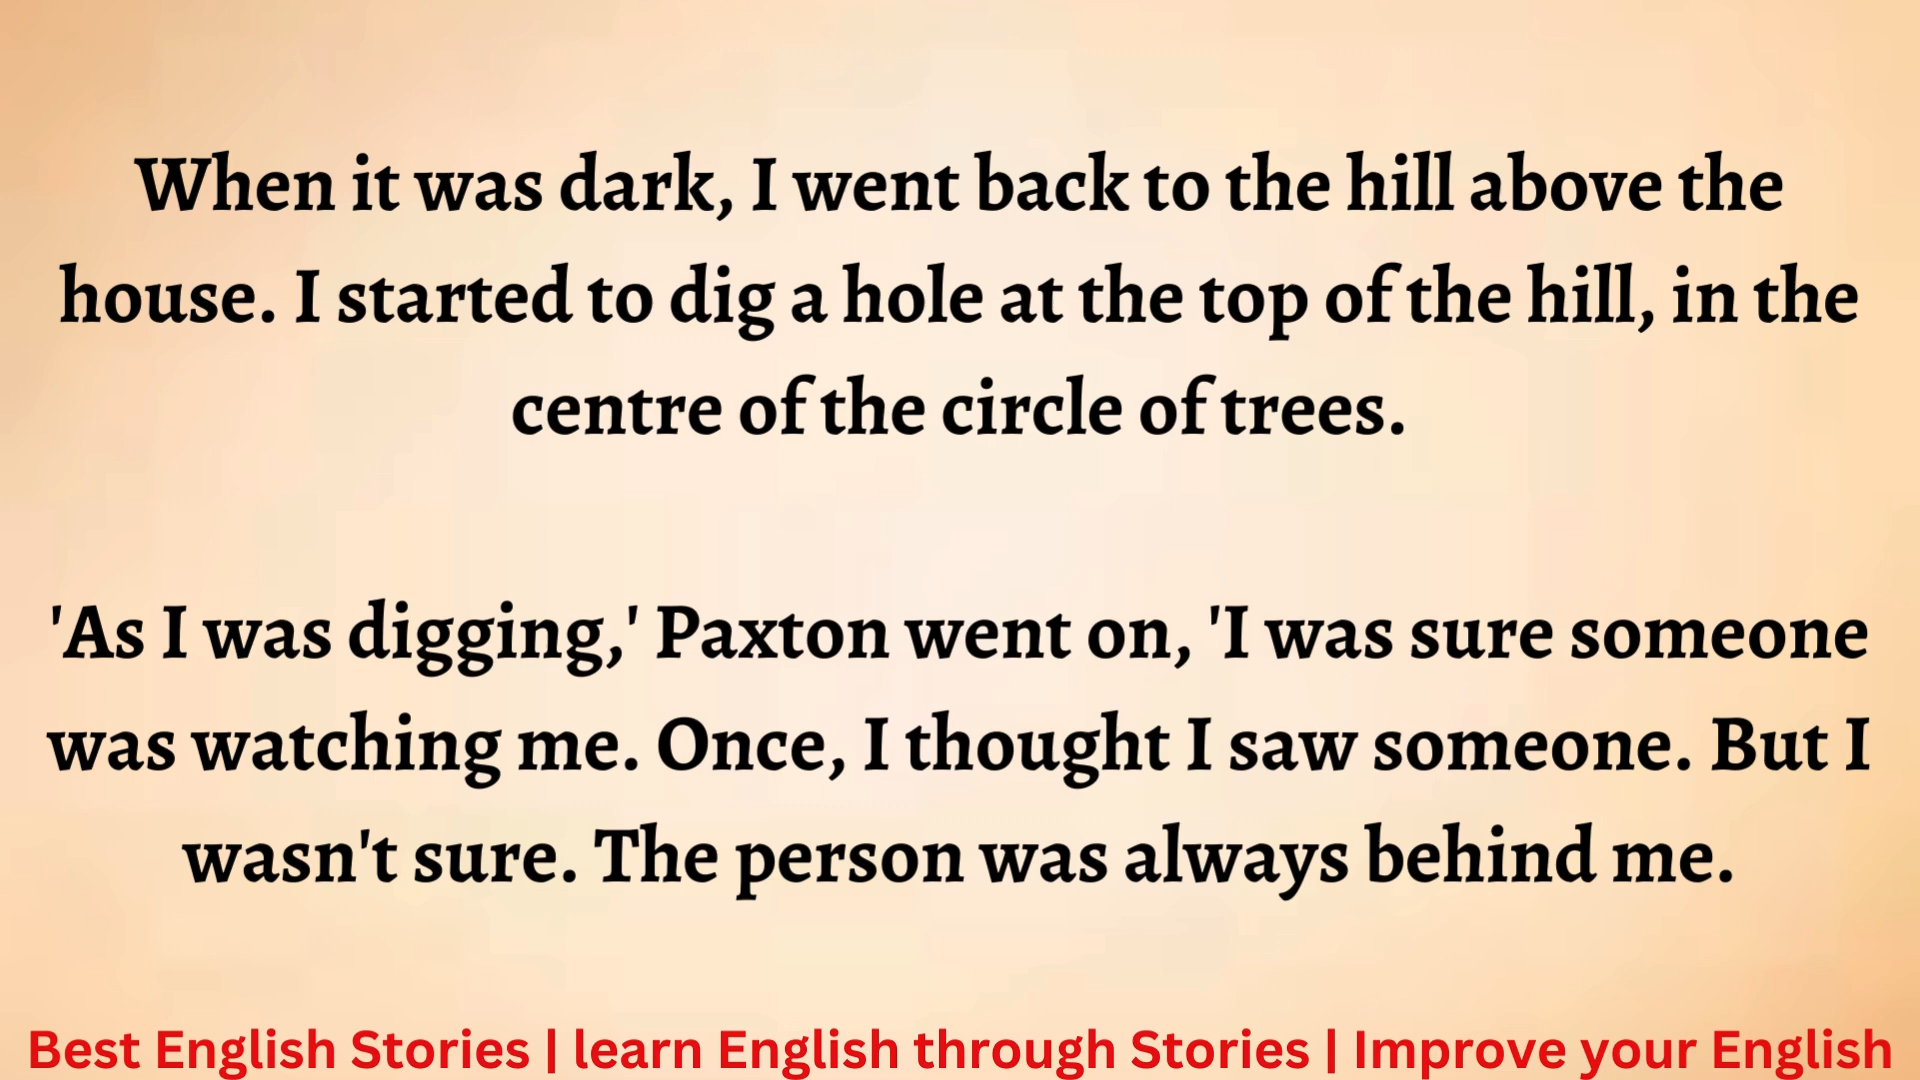 When it was dark, I went back to the hill above the
house. I started to dig a hole at the top of the hill, in the
centre of the circle of trees.
'As I was digging,' Paxton went on, 'I was sure someone
was watching me. Once, I thought I saw someone. But I
wasn't sure. The person was always behind me.
Best English Stories | learn English through Stories | Improve your English